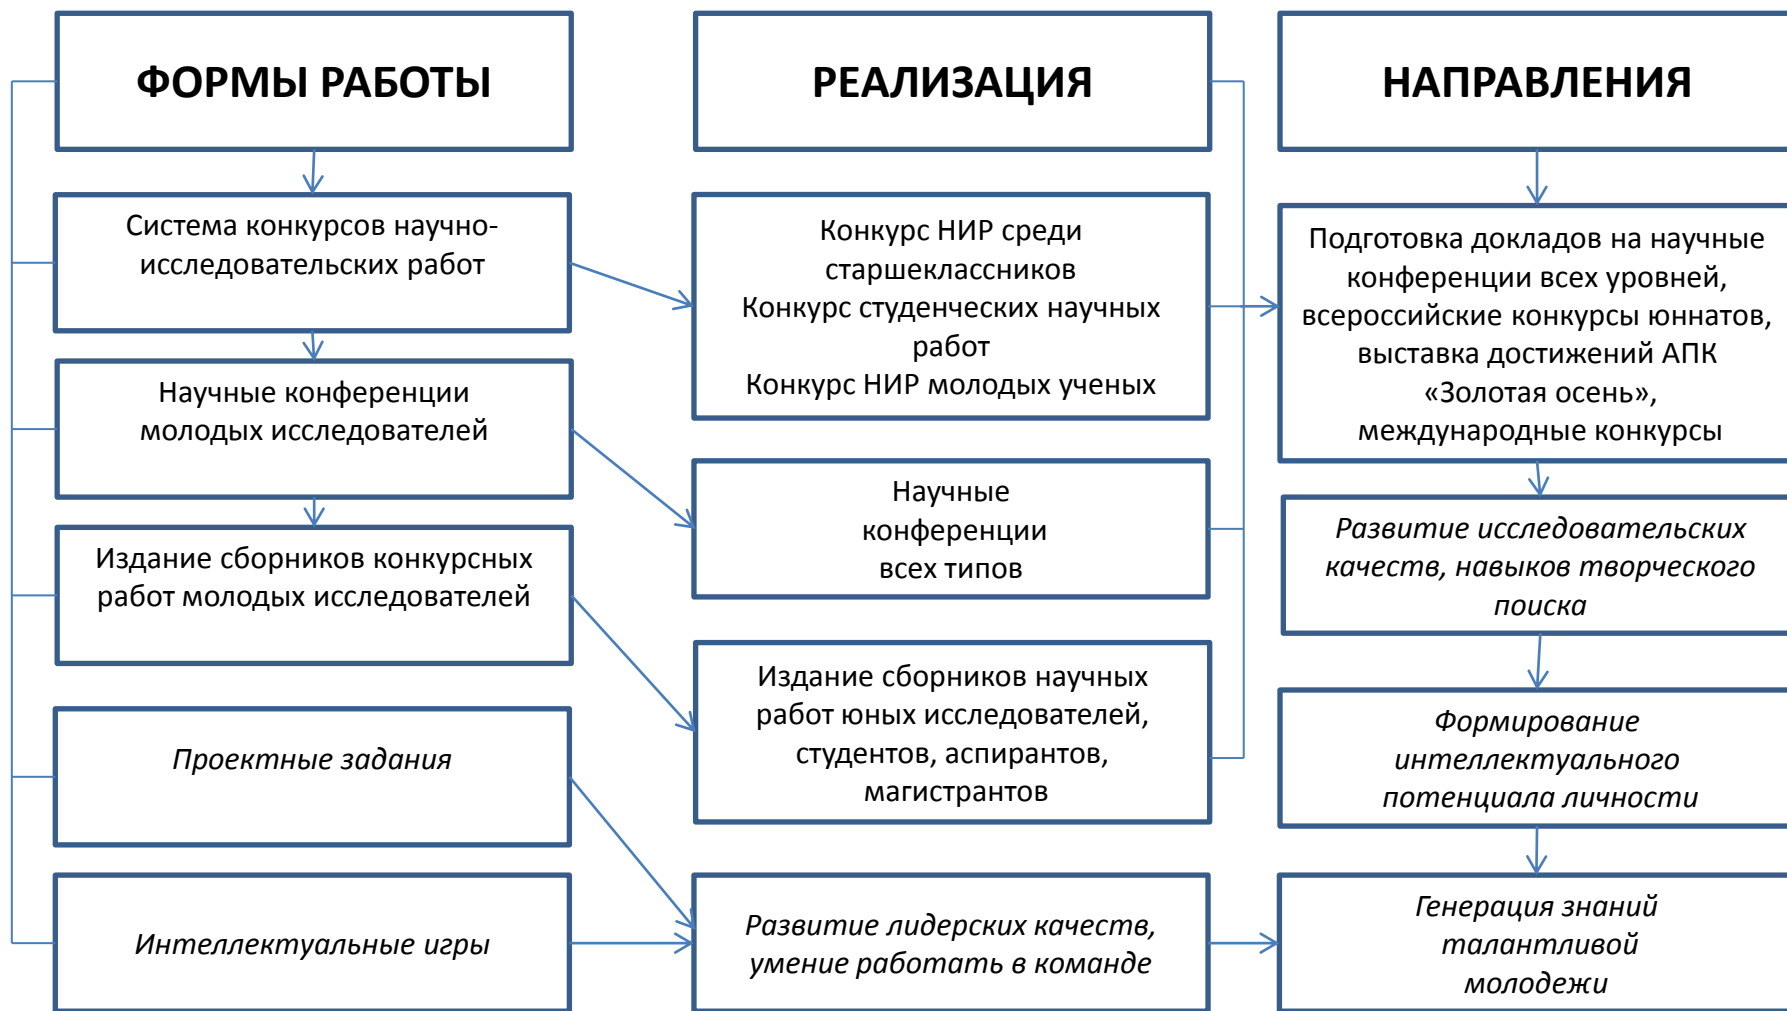 ФОРМЫ РАБОТЫ
Система конкурсов научно-
исследовательских работ
Научные конференции
молодых исследователей
Издание сборников конкурсных
работ молодых исследователей
Проектные задания
Интеллектуальные игры
РЕАЛИЗАЦИЯ
Конкурс НИР среди
старшеклассников
Конкурс студенческих научных
работ
Конкурс НИР молодых ученых
Научные
конференции
всех типов
Издание сборников научных
работ юных исследователей,
студентов, аспирантов,
магистрантов
Развитие лидерских качеств,
умение работать в команде
НАПРАВЛЕНИЯ
Подготовка докладов на научные
конференции всех уровней,
всероссийские конкурсы юннатов,
выставка достижений АПК
«Золотая осень»,
международные конкурсы
Развитие исследовательских
качеств, навыков творческого
поиска
Формирование
интеллектуального
потенциала личности
Генерация знаний
талантливой
молодежи